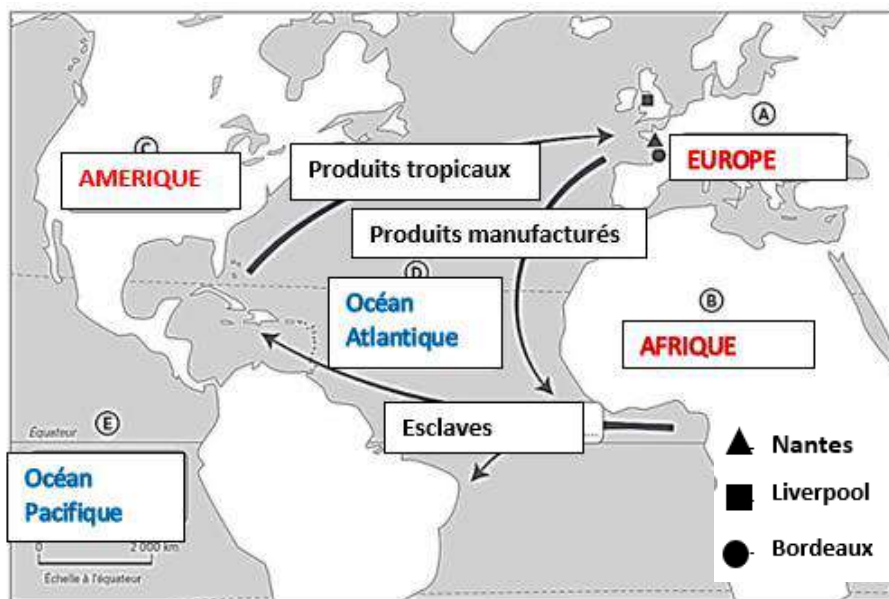 A
C
EUROPE
AMERIQUE
Produits tropicaux
Produits manufacturés
D
B
Océan
Atlantique
AFRIQUE
E
Esclaves
.....
Équateur
Nantes
Océan
Pacifique
Liverpool
0 2 000 km
Bordeaux
Échelle à l'équateur